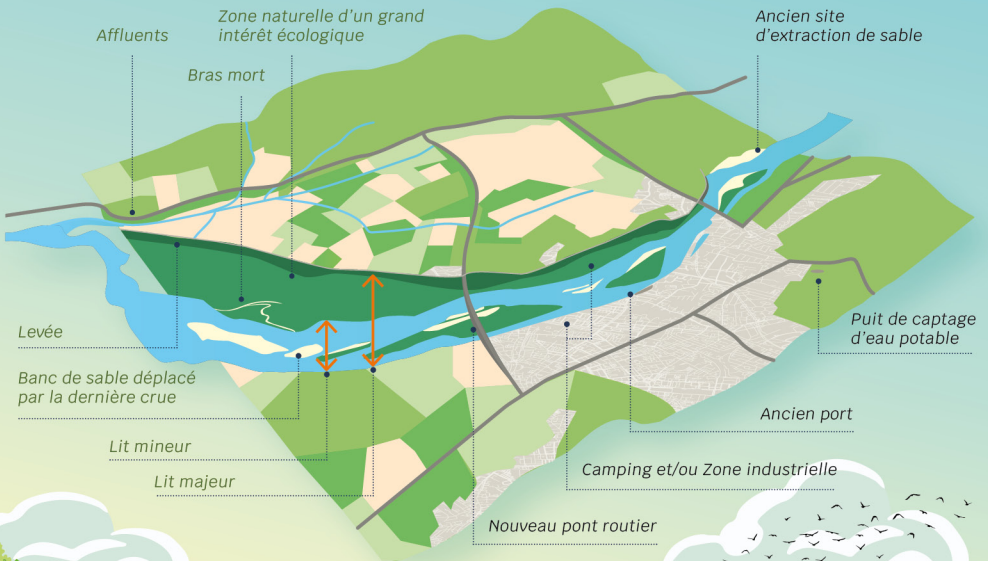 Affluents
Zone naturelle d'un grand
intérêt écologique
Bras mort
Ancien site
d'extraction de sable
Levée
Banc de sable déplacé
par la dernière crue
Lit mineur
Lit majeur
Puit de captage
d'eau potable
Ancien port
Camping et/ou Zone industrielle
Nouveau pont routier